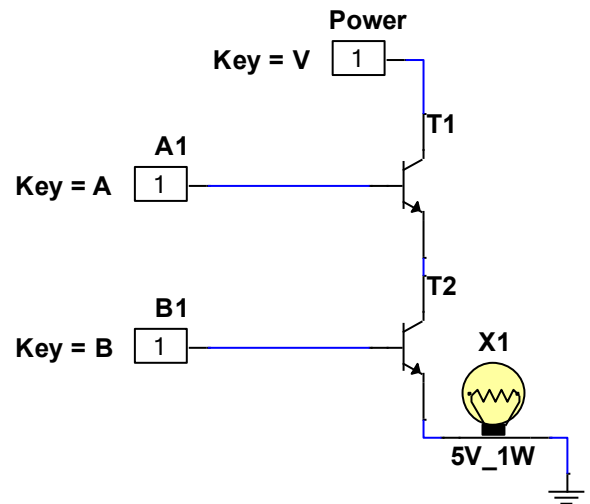 Power
Key = V
1
T1
A1
Key = A
1
T2
B1
Key = B
1
X1
5V_1W